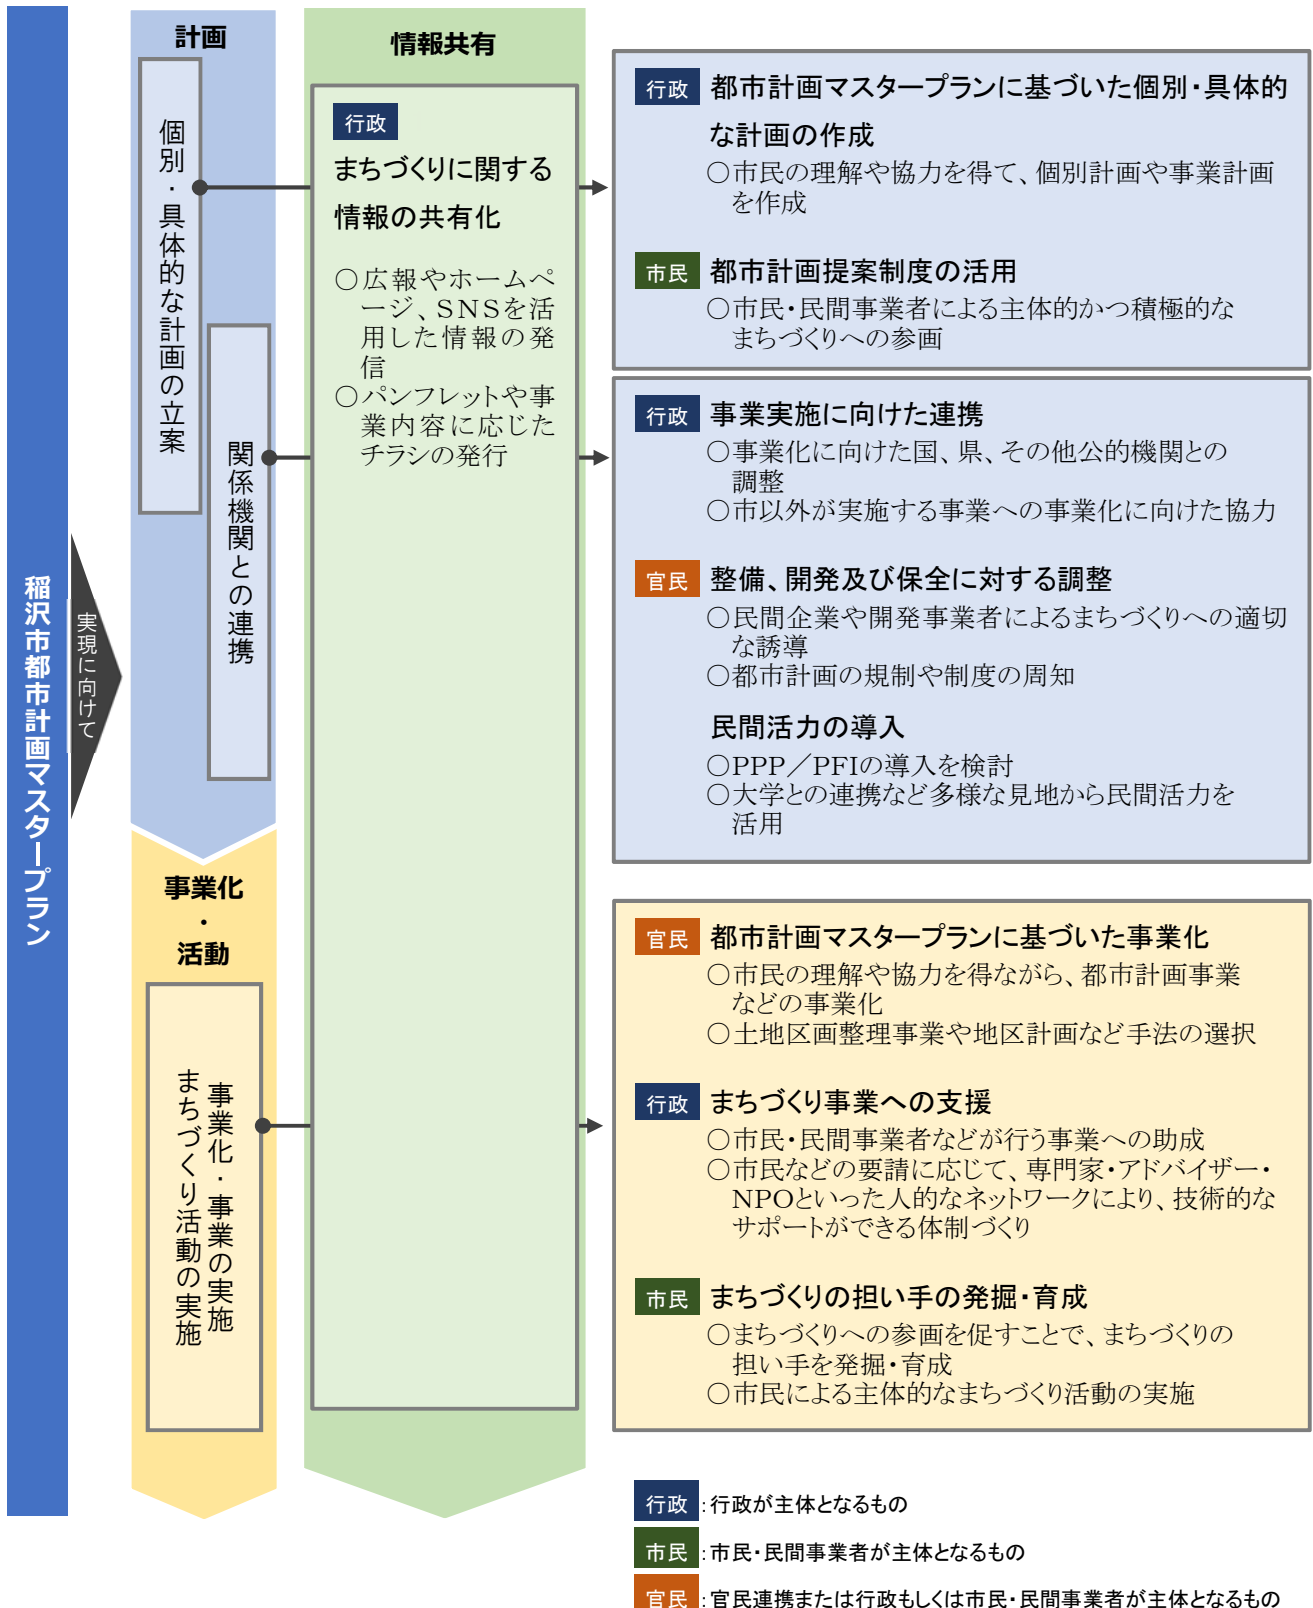 稲沢市都市計画マスタープラン
実現に向けて
計画
個別・具体的な計画の立案
関係機関との連携
事業化
・
活動
事業化・事業の実施
まちづくり活動の実施
情報共有
行政
まちづくりに関する
情報の共有化
○広報やホームペ
ージ、SNSを活
用した情報の発
信
○パンフレットや事
業内容に応じた
チラシの発行
行政 都市計画マスタープランに基づいた個別・具体的
な計画の作成
○市民の理解や協力を得て、個別計画や事業計画
を作成
市民 都市計画提案制度の活用
○市民・民間事業者による主体的かつ積極的な
まちづくりへの参画
行政 事業実施に向けた連携
○事業化に向けた国、県、その他公的機関との
調整
○市以外が実施する事業への事業化に向けた協力
官民 整備、開発及び保全に対する調整
○民間企業や開発事業者によるまちづくりへの適切
な誘導
○都市計画の規制や制度の周知
民間活力の導入
○PPP／PFIの導入を検討
○大学との連携など多様な見地から民間活力を
活用
官民 都市計画マスタープランに基づいた事業化
○市民の理解や協力を得ながら、都市計画事業
などの事業化
○土地区画整理事業や地区計画など手法の選択
行政 まちづくり事業への支援
○市民・民間事業者などが行う事業への助成
○市民などの要請に応じて、専門家・アドバイザー・
NPOといった人的なネットワークにより、技術的な
サポートができる体制づくり
市民 まちづくりの担い手の発掘・育成
○まちづくりへの参画を促すことで、まちづくりの
担い手を発掘・育成
○市民による主体的なまちづくり活動の実施
行政：行政が主体となるもの
市民：市民・民間事業者が主体となるもの
官民：官民連携または行政もしくは市民・民間事業者が主体となるもの